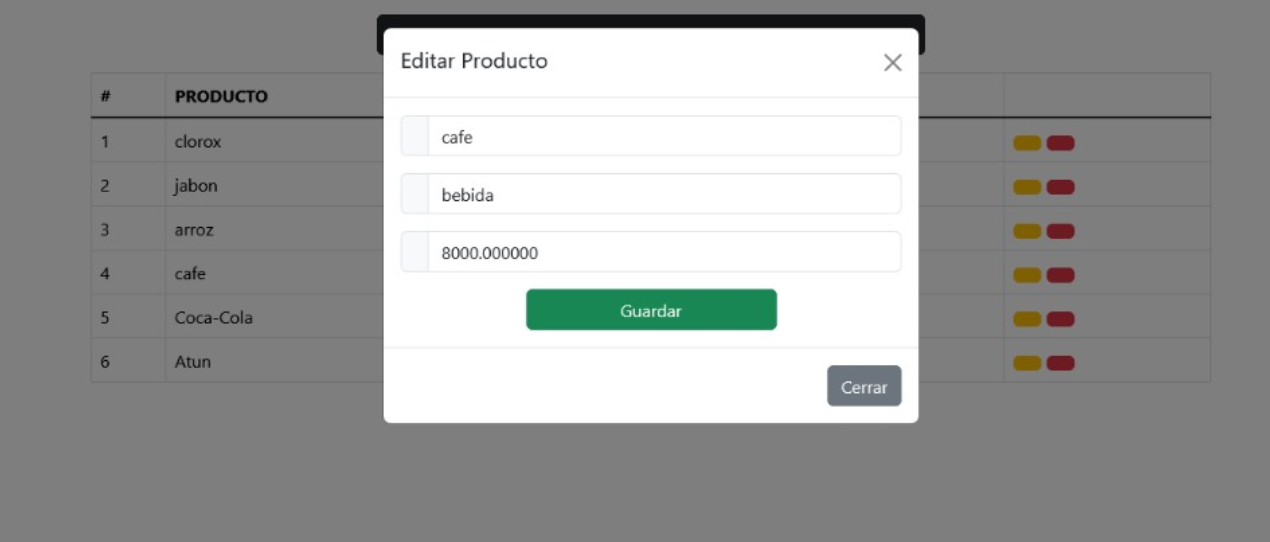 Editar Producto
# PRODUCTO
cafe
1 clorox
bebida
2 jabon
3 arroz
8000.000000
4 cafe
5 Coca-Cola
Guardar
6 Atun
Cerrar